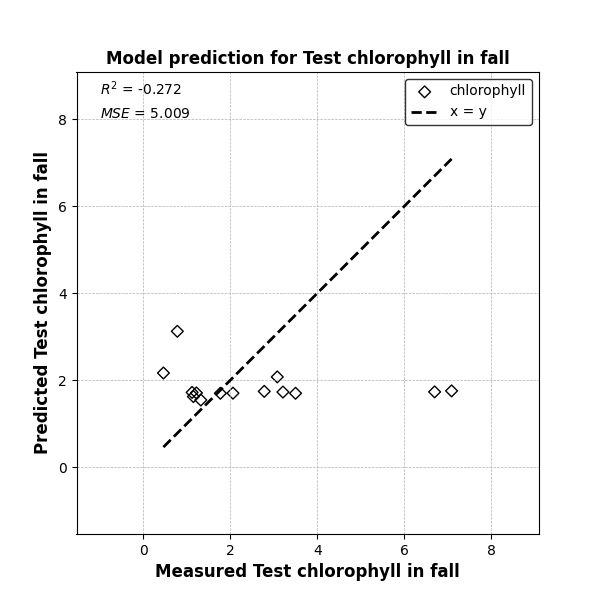 Model prediction for Test chlorophyll in fall
R² = -0.272
MSE = 5.009
chlorophyll
x = y
Predicted Test chlorophyll in fall
8
6
4
2
0
0 2 4 6 8
Measured Test chlorophyll in fall